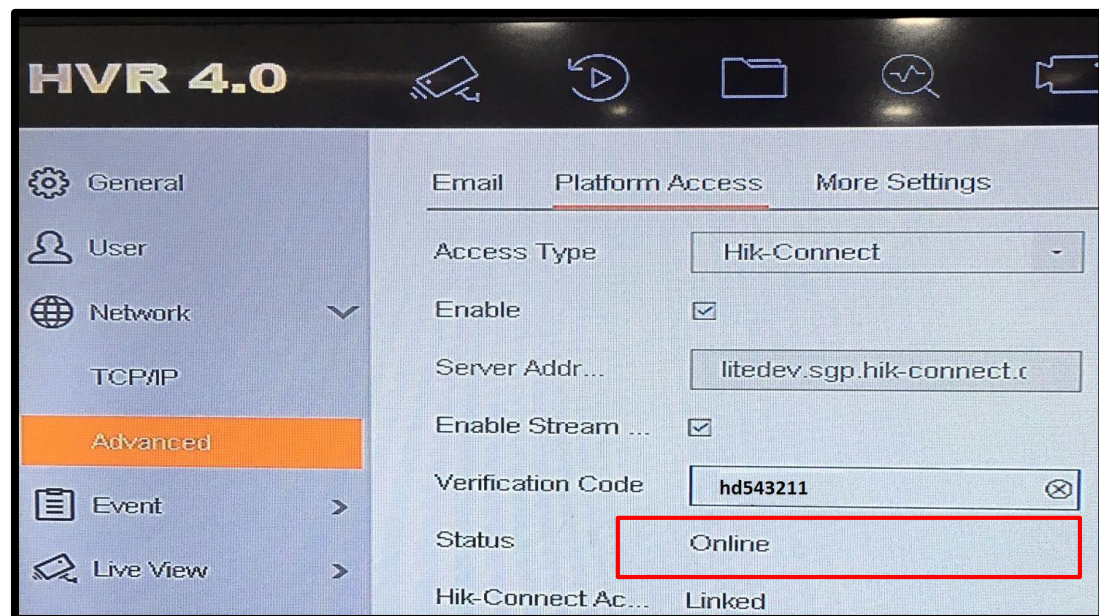 HVR 4.0
General
User
Network
TCP/IP
Advanced
Event
Live View
Email Platform Access More Settings
Access Type Hik-Connect
Enable
Server Addr... litedev.sgp.hik-connect.c
Enable Stream ...
Verification Code hd543211
Status Online
Hik-Connect Ac... Linked